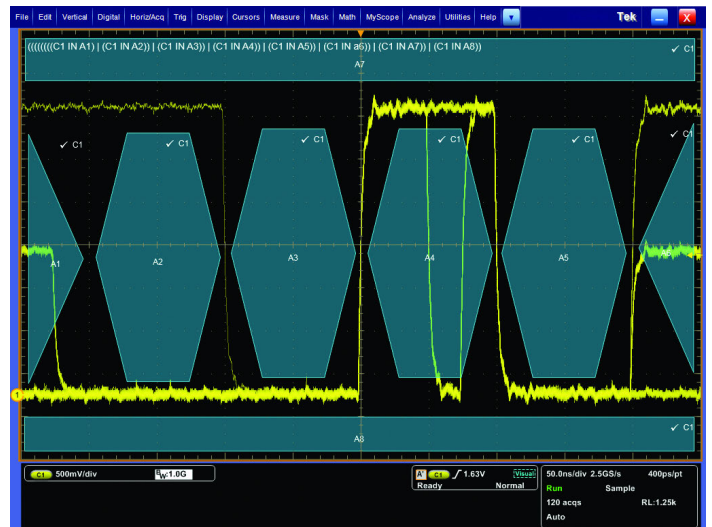 File Edit Vertical Digital Horiz/Acq Trig Display Cursors Measure Mask Math MyScope Analyze Utilities Help Tek X
((((((((C1 IN A1) | (C1 IN A2)) | (C1 IN A3)) | (C1 IN A4)) | (C1 IN A5)) | (C1 IN a6)) | (C1 IN A7)) | (C1 IN A8))
✓ C1
A7
✓ C1 ✓ C1 ✓ C1 ✓ C1 ✓ C1 ✓ C1
A1 A2 A3 A4 A5
1
✓ C1
A8
C1 500mV/div BW:1.0G
A' C1 / 1.63V Visual
Ready Normal
50.0ns/div 2.5GS/s 400ps/pt
Run Sample
120 acqs RL:1.25k
Auto